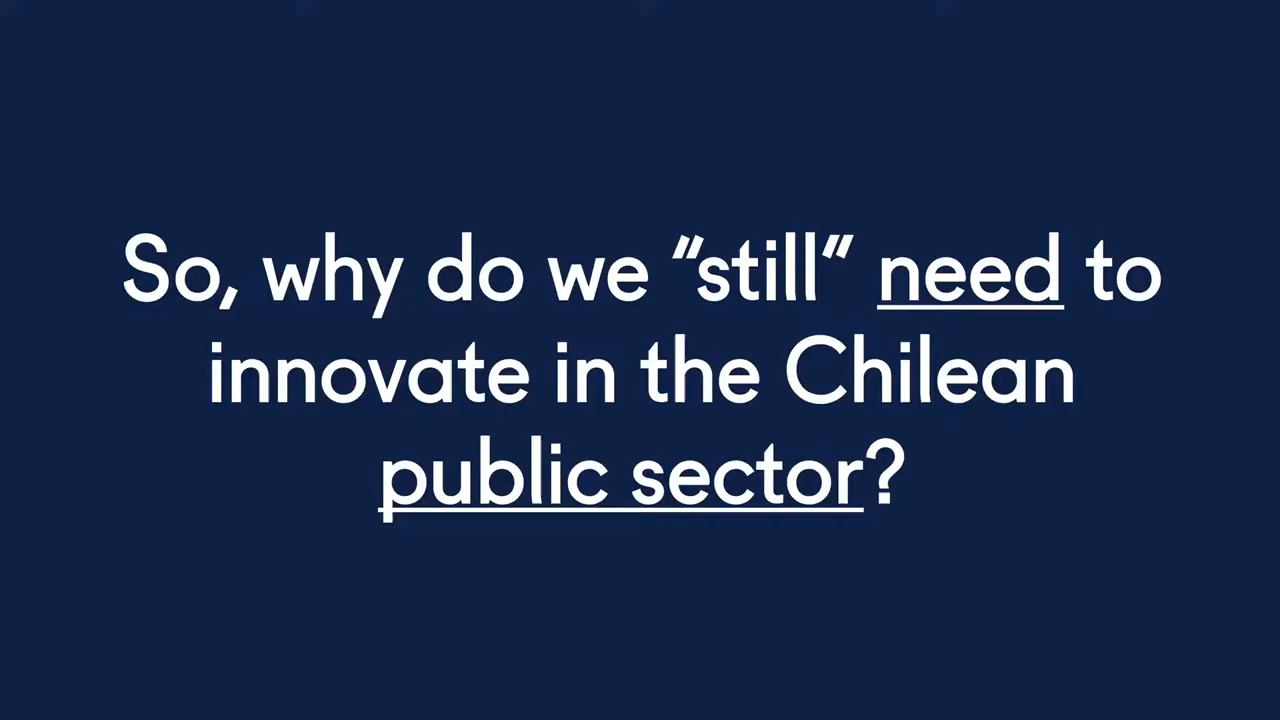 So, why do we “still” need to
innovate in the Chilean
public sector?